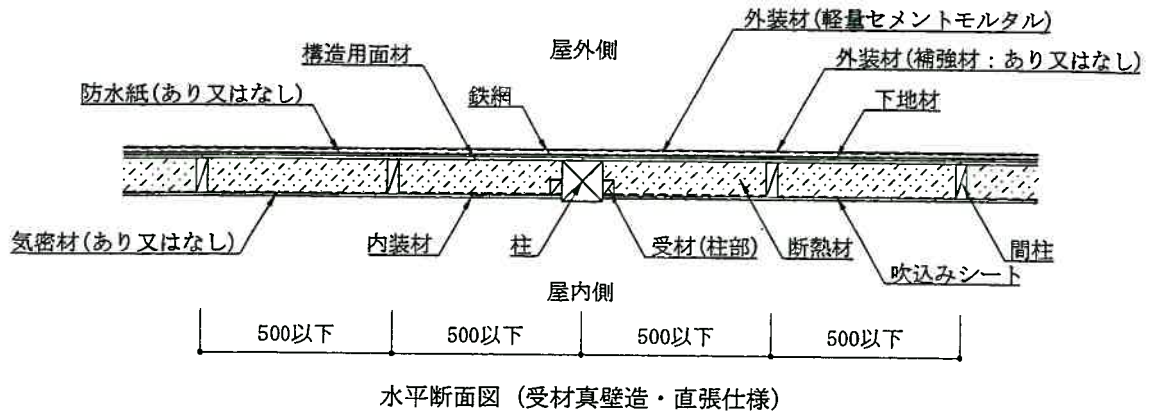 外装材(軽量セメントモルタル)
屋外側
構造用面材
外装材(補強材：あり又はなし)
防水紙(あり又はなし)
鉄網
下地材
気密材(あり又はなし)
内装材
柱
受材(柱部)
断熱材
間柱
吹込みシート
屋内側
500以下
500以下
500以下
500以下
水平断面図（受材真壁造・直張仕様）